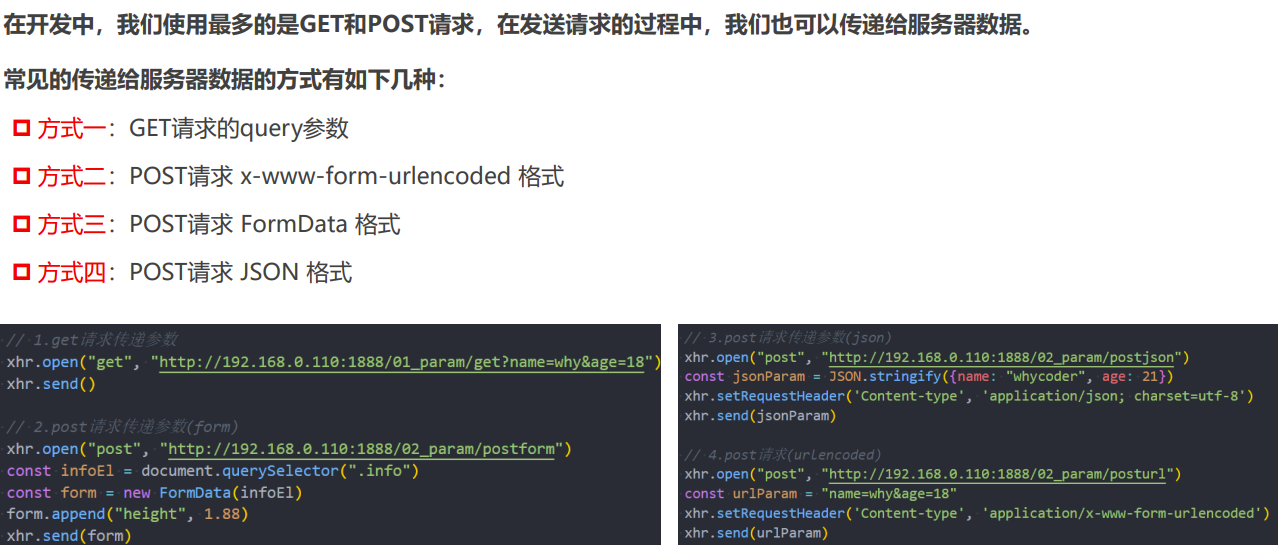 在开发中，我们使用最多的是GET和POST请求，在发送请求的过程中，我们也可以传递给服务器数据。
常见的传递给服务器数据的方式有如下几种：
方式一：GET请求的query参数
方式二：POST请求 x-www-form-urlencoded 格式
方式三：POST请求 FormData 格式
方式四：POST请求 JSON 格式
// 1.get请求传递参数
xhr.open("get", "http://192.168.0.110:1888/01_param/get?name=why&age=18")
xhr.send()
// 2.post请求传递参数(form)
xhr.open("post", "http://192.168.0.110:1888/02_param/postform")
const infoEl = document.querySelector(".info")
const form = new FormData(infoEl)
form.append("height", 1.88)
xhr.send(form)
// 3.post请求传递参数(json)
xhr.open("post", "http://192.168.0.110:1888/02_param/postjson")
const jsonParam = JSON.stringify({name: "whycoder", age: 21})
xhr.setRequestHeader('Content-type', 'application/json; charset=utf-8')
xhr.send(jsonParam)
// 4.post请求(urlencoded)
xhr.open("post", "http://192.168.0.110:1888/02_param/posturl")
const urlParam = "name=why&age=18"
xhr.setRequestHeader('Content-type', 'application/x-www-form-urlencoded')
xhr.send(urlParam)